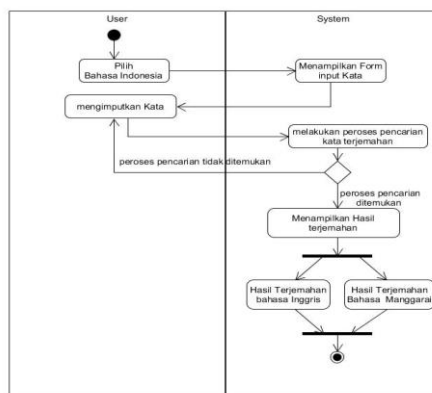 User
System
Pilih
Bahasa Indonesia
Menampilkan Form
input Kata
mengimputkan Kata
melakukan peroses pencarian
kata terjemahan
peroses pencarian tidak ditemukan
peroses pencarian
ditemukan
Menampilkan Hasil
terjemahan
Hasil Terjemahan
bahasa Inggris
Hasil Terjemahan
Bahasa Manggarai